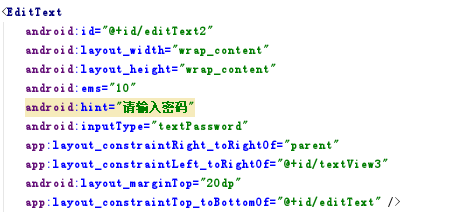 <EditText
android:id="@+id/editText2"
android:layout_width="wrap_content"
android:layout_height="wrap_content"
android:ems="10"
android:hint="请输入密码"
android:inputType="textPassword"
app:layout_constraintRight_toRightOf="parent"
app:layout_constraintLeft_toRightOf="@+id/textView3"
android:layout_marginTop="20dp"
app:layout_constraintTop_toBottomOf="@+id/editText" />